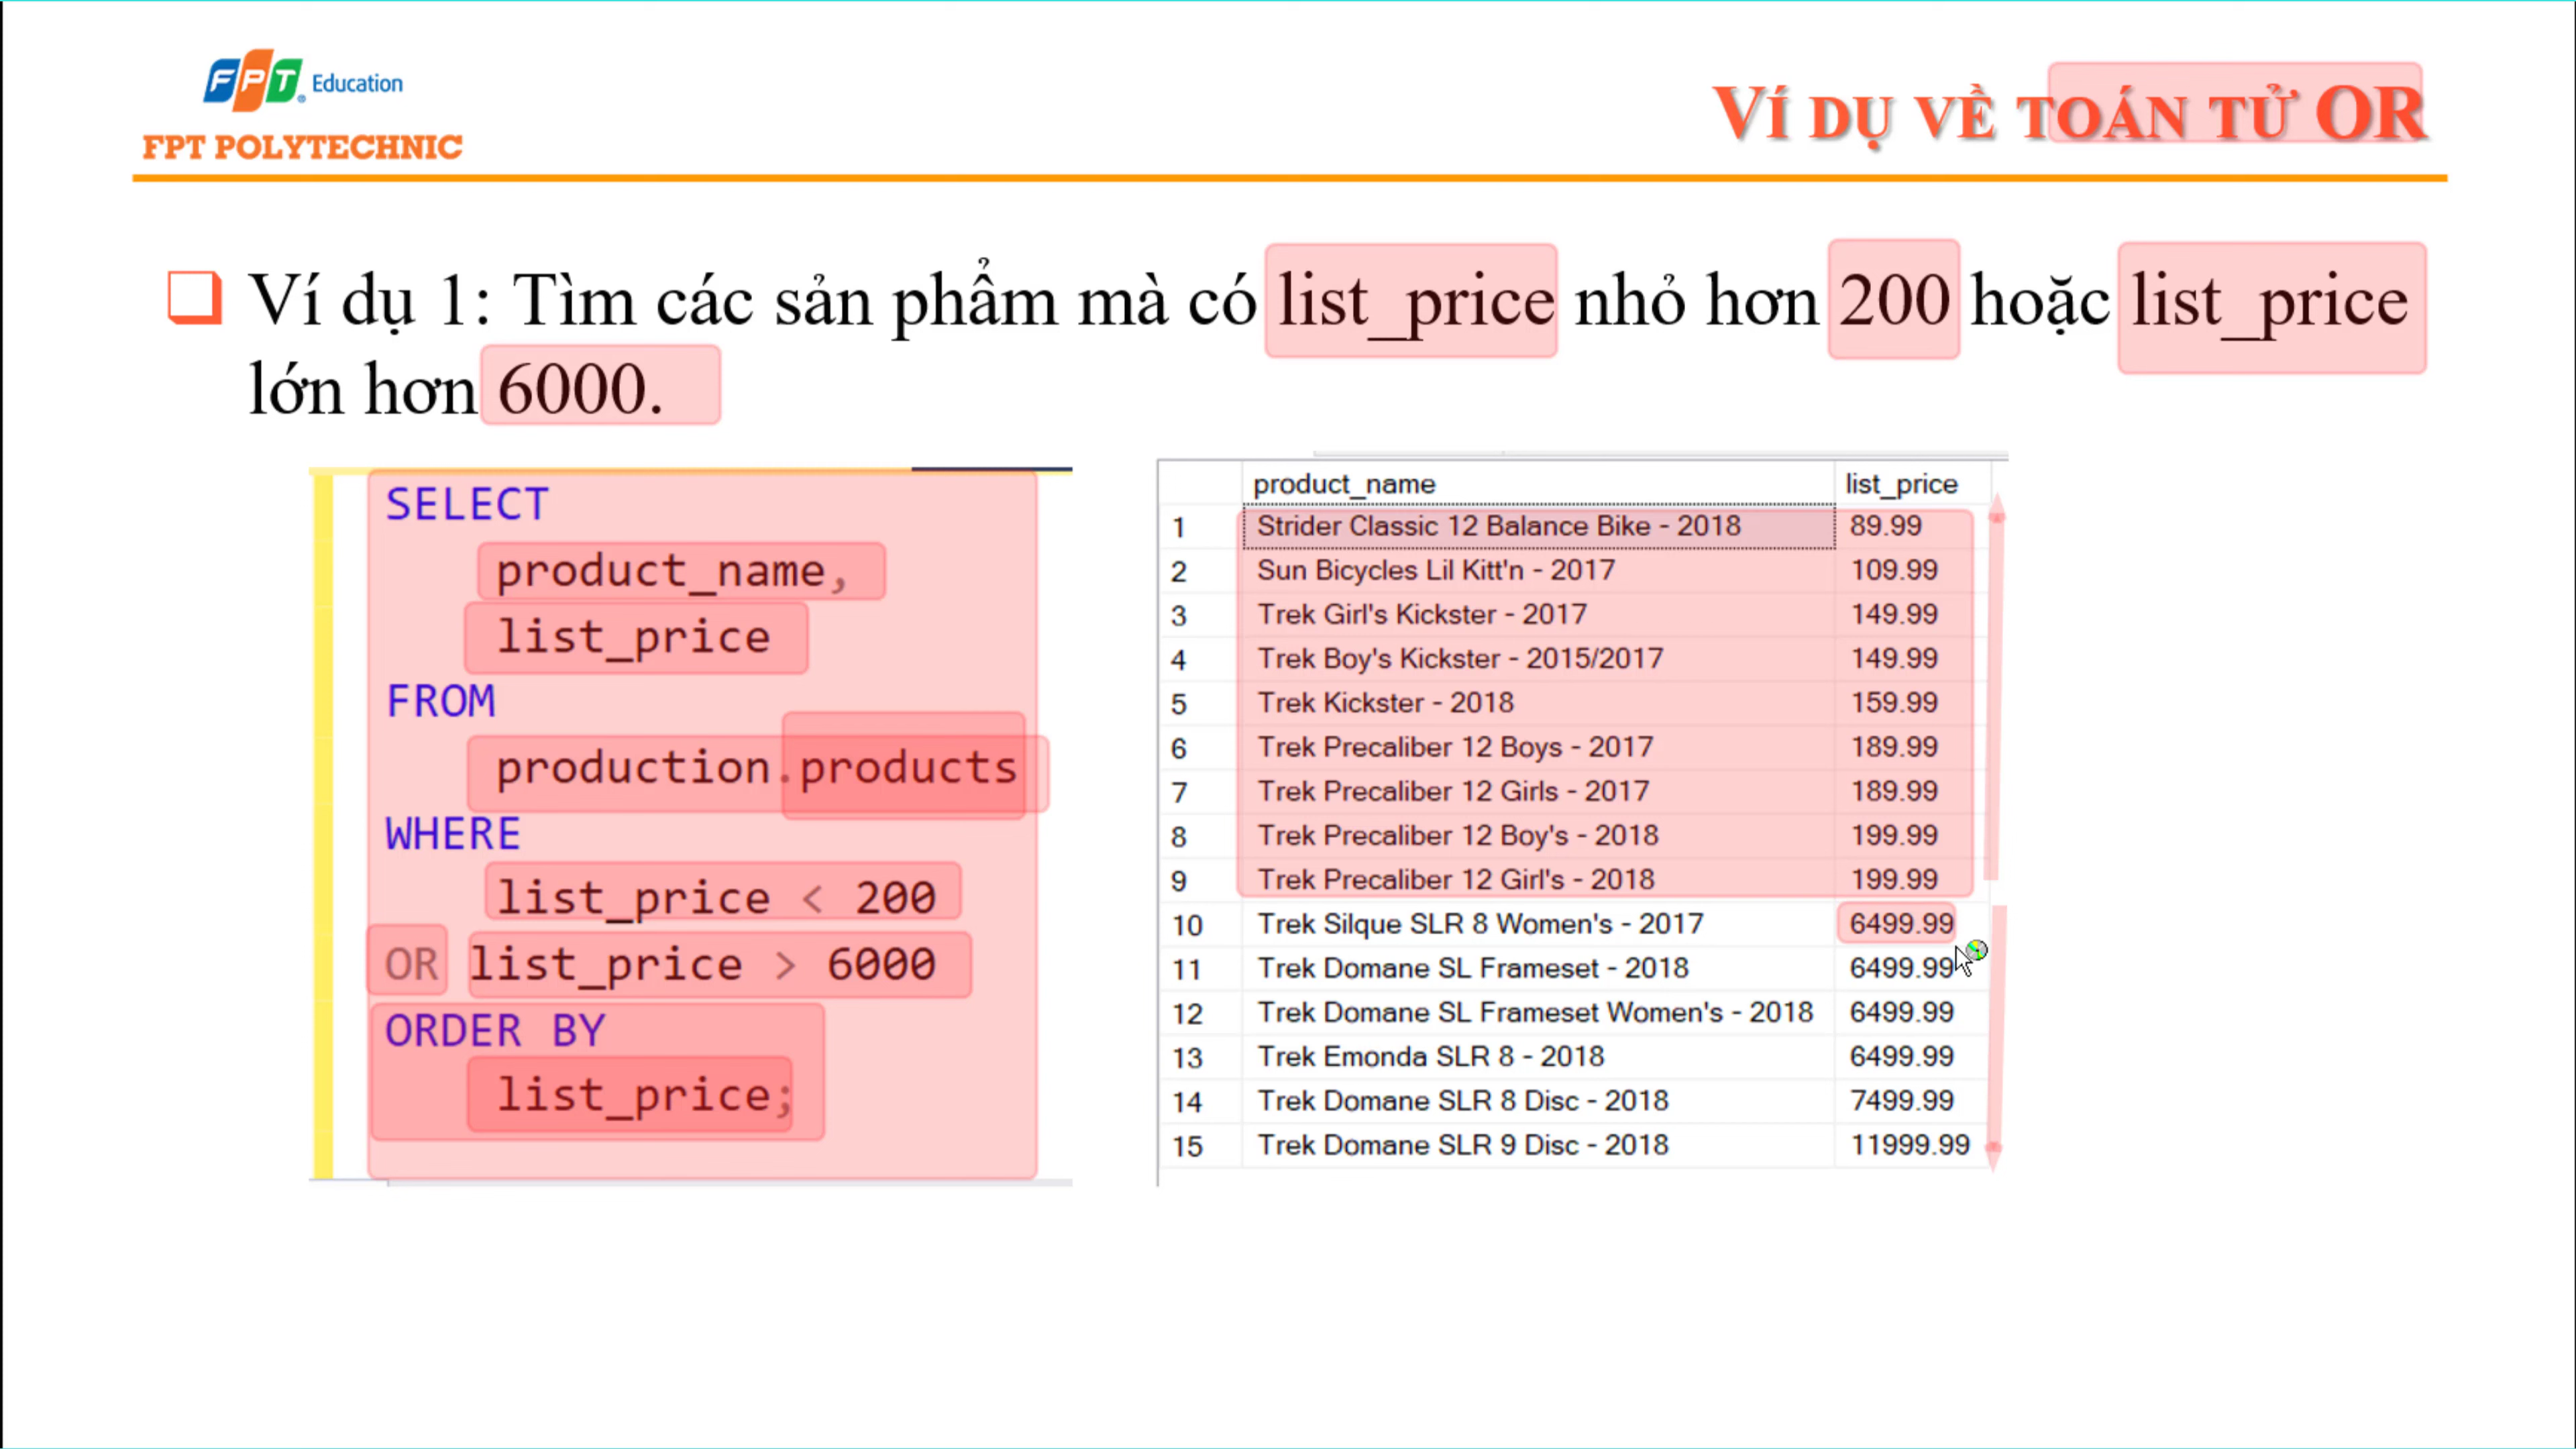 FPT Education
FPT POLYTECHNIC
VÍ DỤ VỀ TOÁN TỬ OR
Ví dụ 1: Tìm các sản phẩm mà có list_price nhỏ hơn 200 hoặc list_price
lớn hơn 6000.
SELECT
product_name,
list_price
FROM
production.products
WHERE
list_price < 200
OR list_price > 6000
ORDER BY
list_price;
product_name list_price
1 Strider Classic 12 Balance Bike - 2018 89.99
2 Sun Bicycles Lil Kitt'n - 2017 109.99
3 Trek Girl's Kickster - 2017 149.99
4 Trek Boy's Kickster - 2015/2017 149.99
5 Trek Kickster - 2018 159.99
6 Trek Precaliber 12 Boys - 2017 189.99
7 Trek Precaliber 12 Girls - 2017 189.99
8 Trek Precaliber 12 Boy's - 2018 199.99
9 Trek Precaliber 12 Girl's - 2018 199.99
10 Trek Silque SLR 8 Women's - 2017 6499.99
11 Trek Domane SL Frameset - 2018 6499.99
12 Trek Domane SL Frameset Women's - 2018 6499.99
13 Trek Emonda SLR 8 - 2018 6499.99
14 Trek Domane SLR 8 Disc - 2018 7499.99
15 Trek Domane SLR 9 Disc - 2018 11999.99